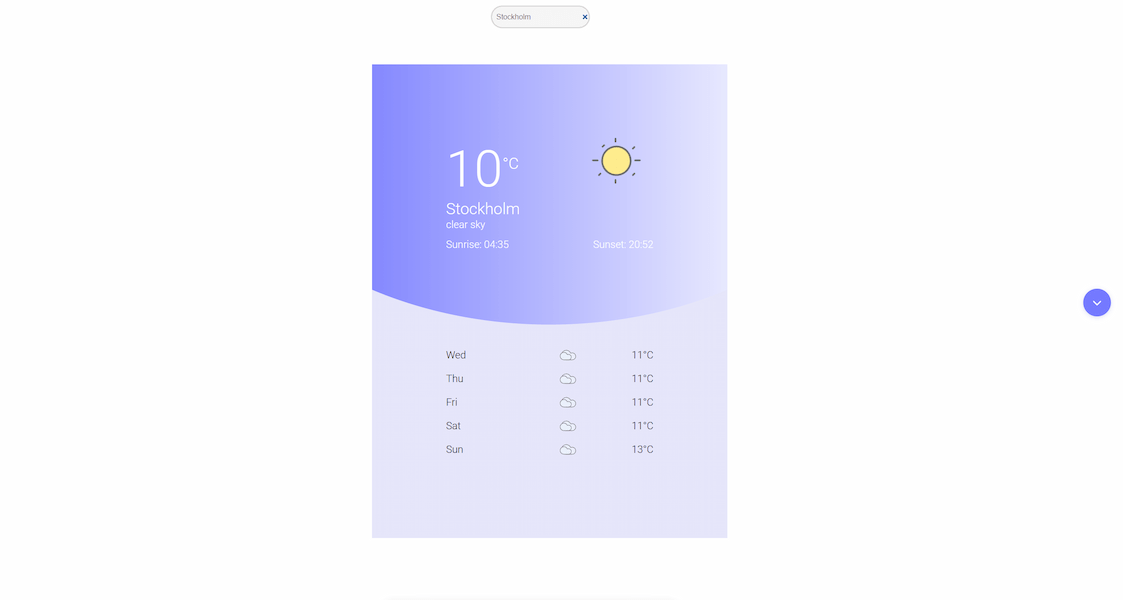 Stockholm
10°C
Stockholm
clear sky
Sunrise: 04:35 Sunset: 20:52
Wed 11°C
Thu 11°C
Fri 11°C
Sat 11°C
Sun 13°C